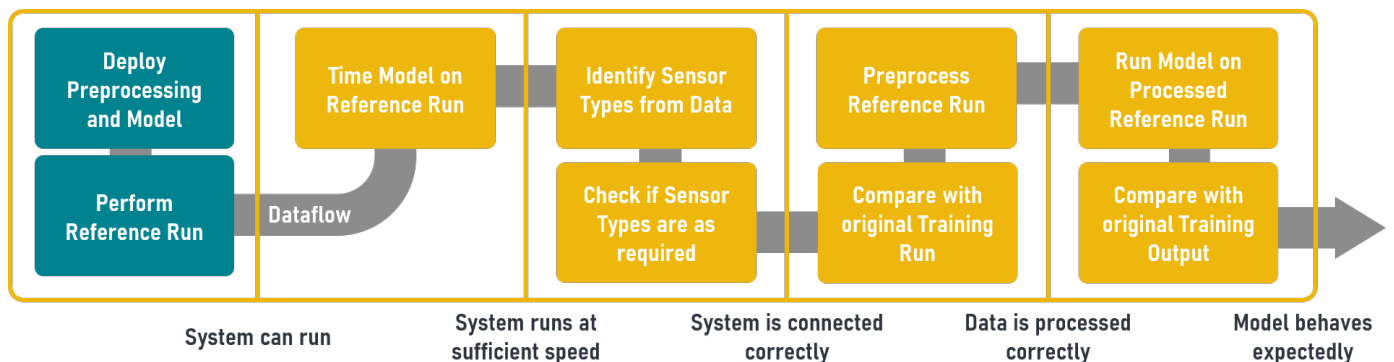 Deploy
Preprocessing
and Model
Perform
Reference Run
Dataflow
Time Model on
Reference Run
Identify Sensor
Types from Data
Check if Sensor
Types are as
required
Preprocess
Reference Run
Compare with
original Training
Run
Run Model on
Processed
Reference Run
Compare with
original Training
Output
System can run
System runs at
sufficient speed
System is connected
correctly
Data is processed
correctly
Model behaves
expectedly